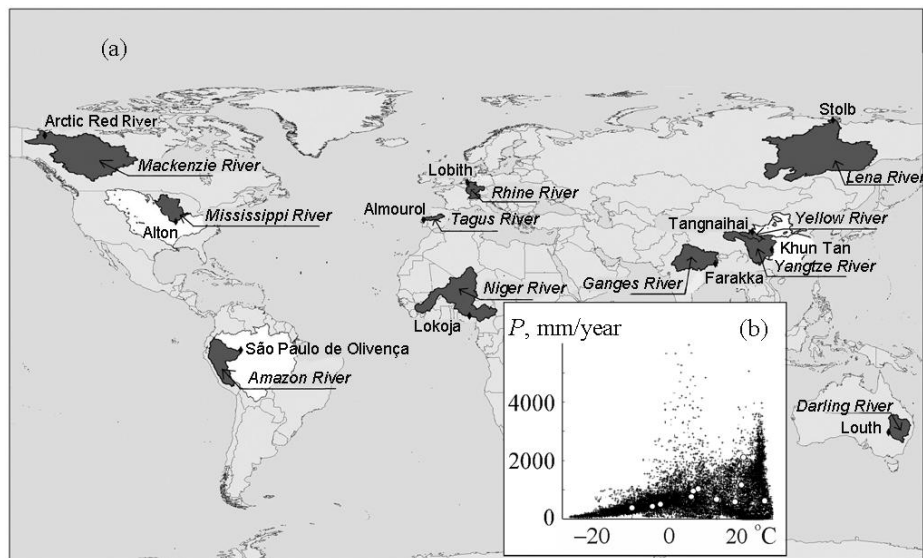 (a)
Stolb
Arctic Red River
Mackenzie River
Lobith
Rhine River
Lena River
Mississippi River
Almourol
Tagus River
Tangnaihai
Yellow River
Alton
Khun Tan
Niger River
Ganges River
Farakka
Yangtze River
Lokoja
São Paulo de Olivença
Amazon River
Darling River
Louth
P, mm/year
(b)
4000
2000
0
−20
0
20
°C